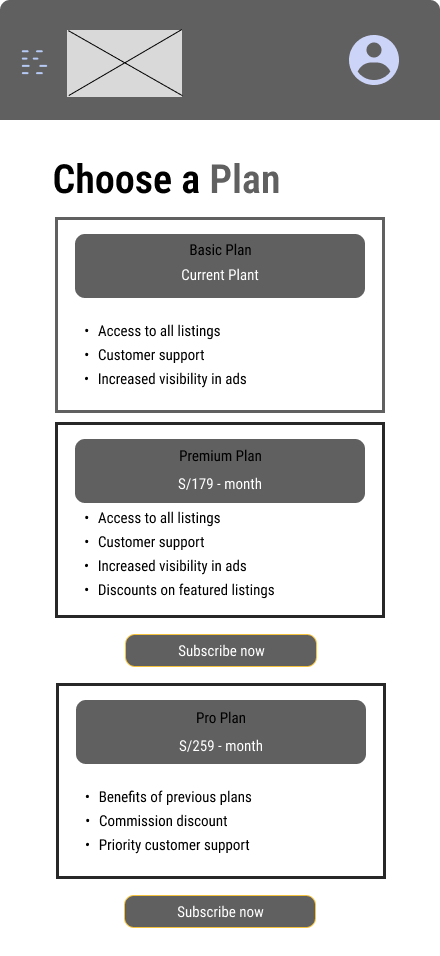 Choose a Plan
Basic Plan
Current Plant
• Access to all listings
• Customer support
• Increased visibility in ads
Premium Plan
S/179 - month
• Access to all listings
• Customer support
• Increased visibility in ads
• Discounts on featured listings
Subscribe now
Pro Plan
S/259 - month
• Benefits of previous plans
• Commission discount
• Priority customer support
Subscribe now